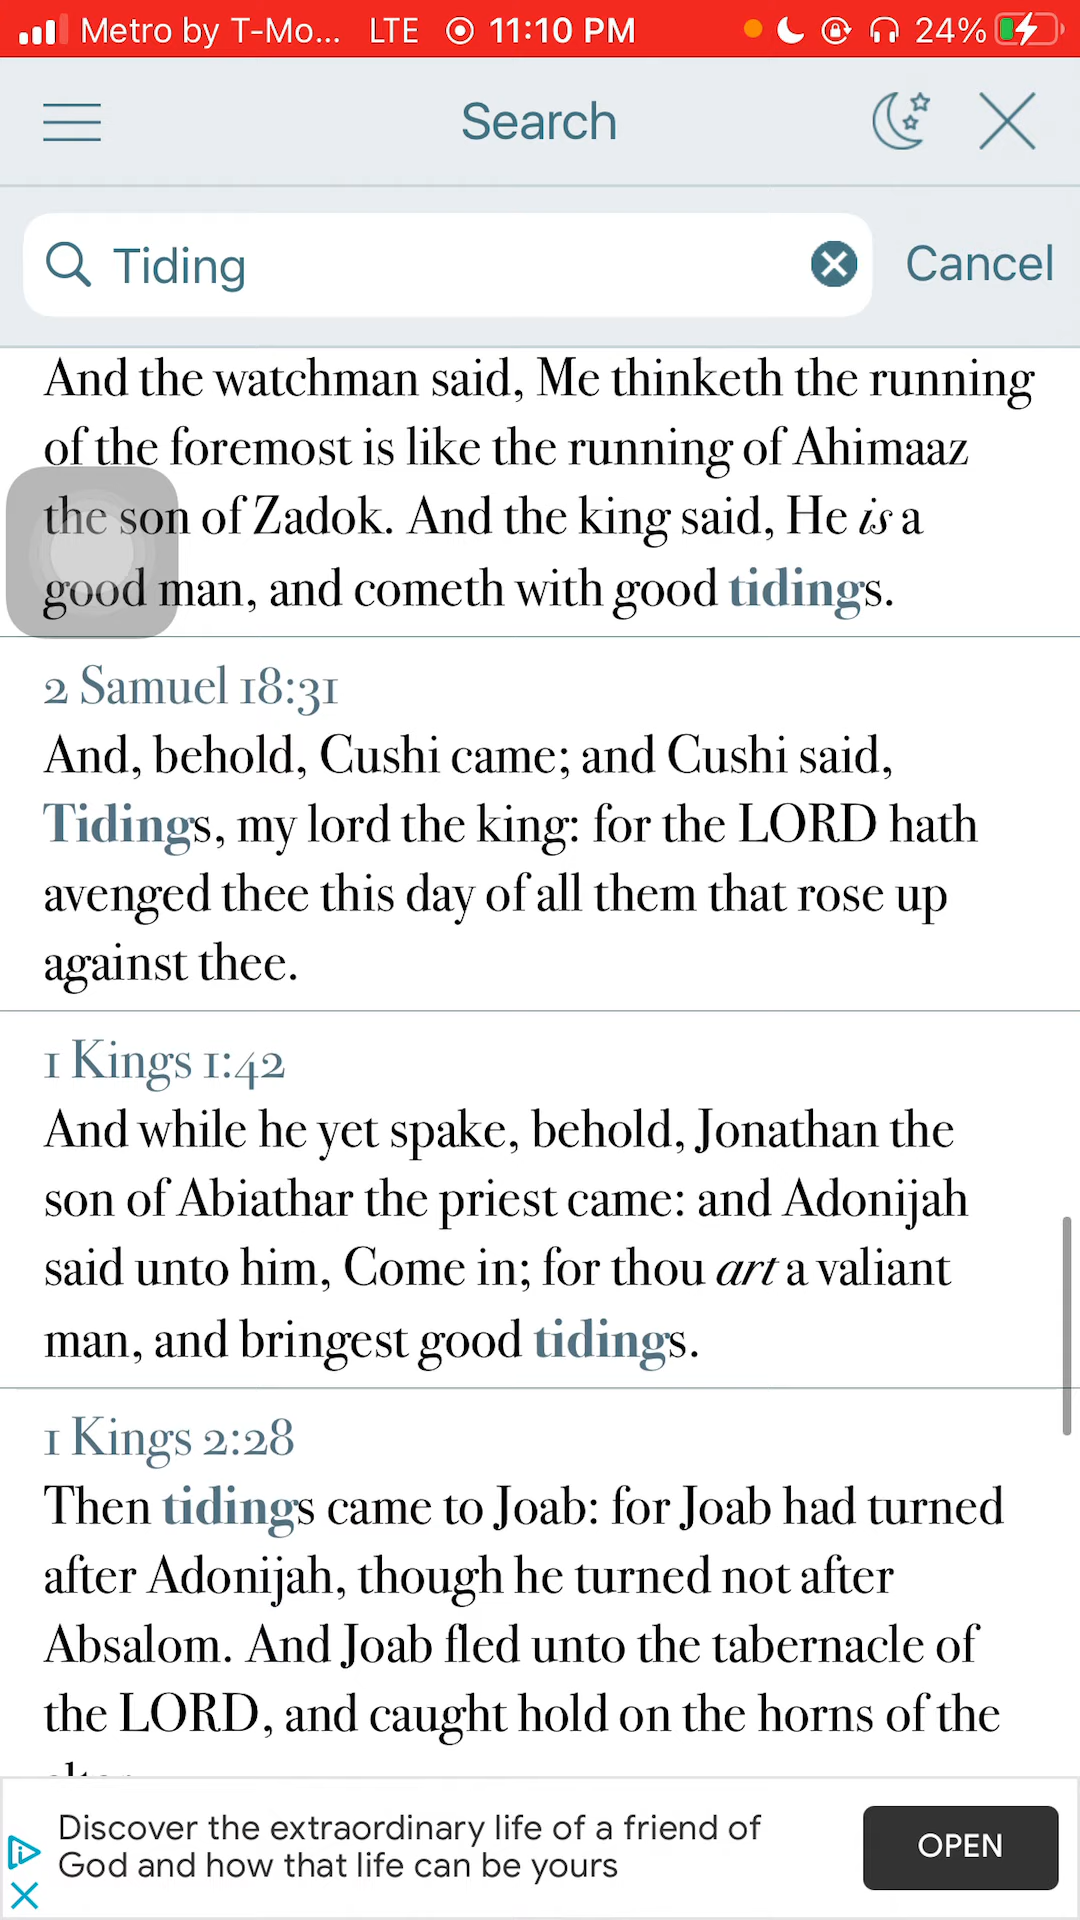 Metro by T-Mo... LTE 11:10 PM 24%
Search
Tiding Cancel
And the watchman said, Me thinketh the running
of the foremost is like the running of Ahimaaz
the son of Zadok. And the king said, He is a
good man, and cometh with good tidings.
2 Samuel 18:31
And, behold, Cushi came; and Cushi said,
Tidings, my lord the king: for the LORD hath
avenged thee this day of all them that rose up
against thee.
1 Kings 1:42
And while he yet spake, behold, Jonathan the
son of Abiathar the priest came: and Adonijah
said unto him, Come in; for thou art a valiant
man, and bringest good tidings.
1 Kings 2:28
Then tidings came to Joab: for Joab had turned
after Adonijah, though he turned not after
Absalom. And Joab fled unto the tabernacle of
the LORD, and caught hold on the horns of the
Discover the extraordinary life of a friend of
God and how that life can be yours
OPEN